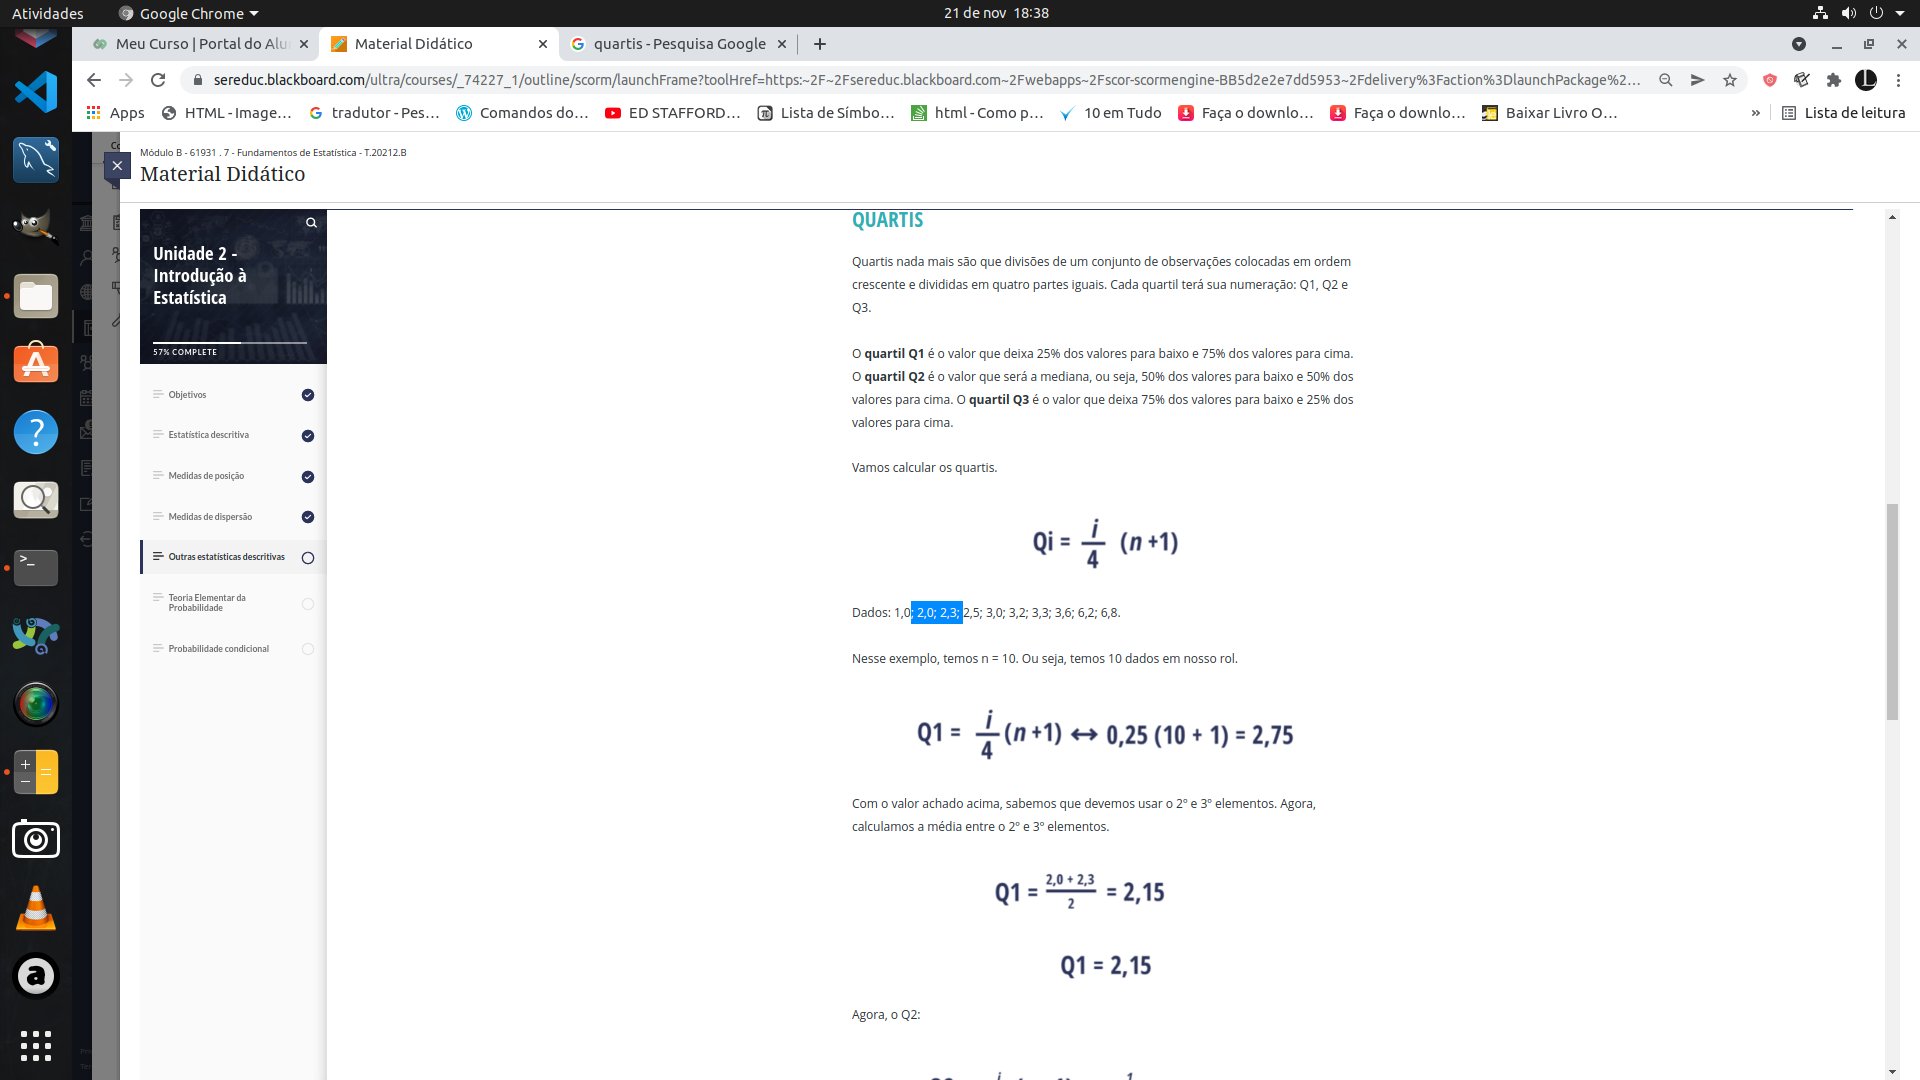 Atividades
Google Chrome
21 de nov 18:38
Meu Curso | Portal do Alu
Material Didático
quartis - Pesquisa Google
sereduc.blackboard.com/ultra/courses/_74227_1/outline/scorm/launchFrame?toolHref=https:~2F~2Fsereduc.blackboard.com~2Fwebapps~2Fscor-scormengine-BB5d2e2e7dd5953~2Fdelivery%3Faction%3DlaunchPackage%2...
Apps
HTML - Image...
tradutor - Pes...
Comandos do...
ED STAFFORD...
Lista de Símbo...
html - Como p...
10 em Tudo
Faça o downlo...
Faça o downlo...
Baixar Livro O...
»
Lista de leitura
Módulo B - 61931 . 7 - Fundamentos de Estatística - T.20212.B
Material Didático
Unidade 2 -
Introdução à
Estatística
57% COMPLETE
Objetivos
Estatística descritiva
Medidas de posição
Medidas de dispersão
Outras estatísticas descritivas
Teoria Elementar da
Probabilidade
Probabilidade condicional
QUARTIS
Quartis nada mais são que divisões de um conjunto de observações colocadas em ordem
crescente e divididas em quatro partes iguais. Cada quartil terá sua numeração: Q1, Q2 e
Q3.
O quartil Q1 é o valor que deixa 25% dos valores para baixo e 75% dos valores para cima.
O quartil Q2 é o valor que será a mediana, ou seja, 50% dos valores para baixo e 50% dos
valores para cima. O quartil Q3 é o valor que deixa 75% dos valores para baixo e 25% dos
valores para cima.
Vamos calcular os quartis.
Qi = i/4 (n +1)
Dados: 1,0; 2,0; 2,3; 2,5; 3,0; 3,2; 3,3; 3,6; 6,2; 6,8.
Nesse exemplo, temos n = 10. Ou seja, temos 10 dados em nosso rol.
Q1 = i/4 (n +1) ↔ 0,25 (10 + 1) = 2,75
Com o valor achado acima, sabemos que devemos usar o 2º e 3º elementos. Agora,
calculamos a média entre o 2º e 3º elementos.
Q1 = 2,0 + 2,3 / 2 = 2,15
Q1 = 2,15
Agora, o Q2: